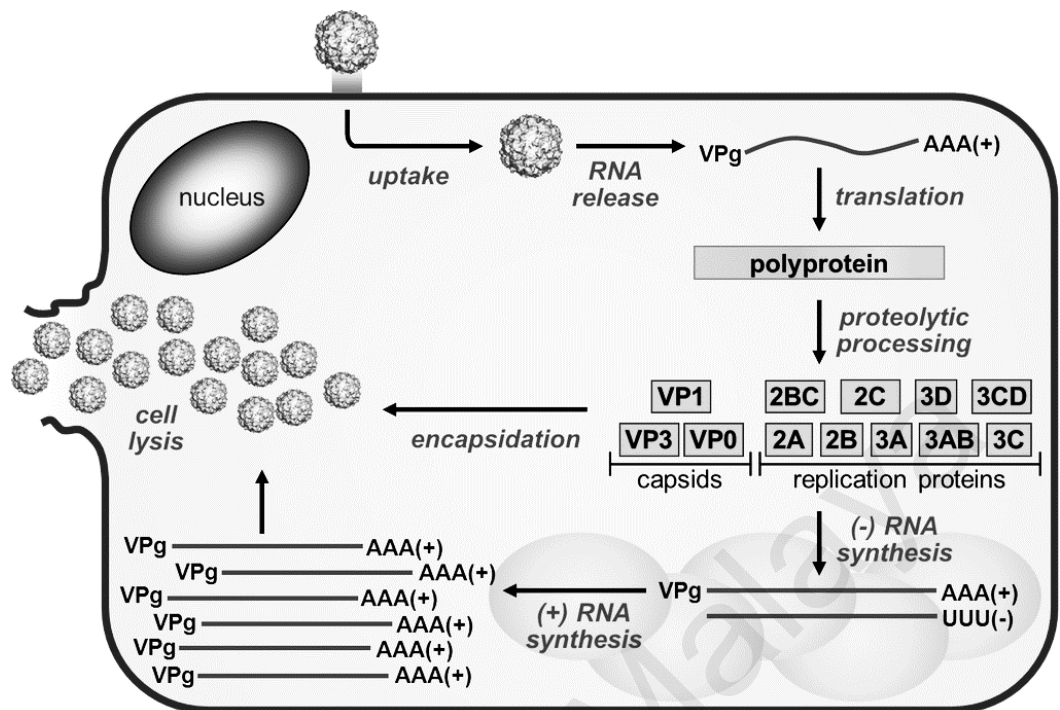 nucleus
uptake
RNA
release
VPg
AAA(+)
translation
polyprotein
proteolytic
processing
VP1
VP3 VP0
capsids
2BC 2C 3D 3CD
2A 2B 3A 3AB 3C
replication proteins
encapsidation
cell
lysis
(-) RNA
synthesis
VPg AAA(+)
UUU(-)
(+) RNA
synthesis
VPg AAA(+)
VPg AAA(+)
VPg AAA(+)
VPg AAA(+)
VPg AAA(+)
VPg AAA(+)
Malaya